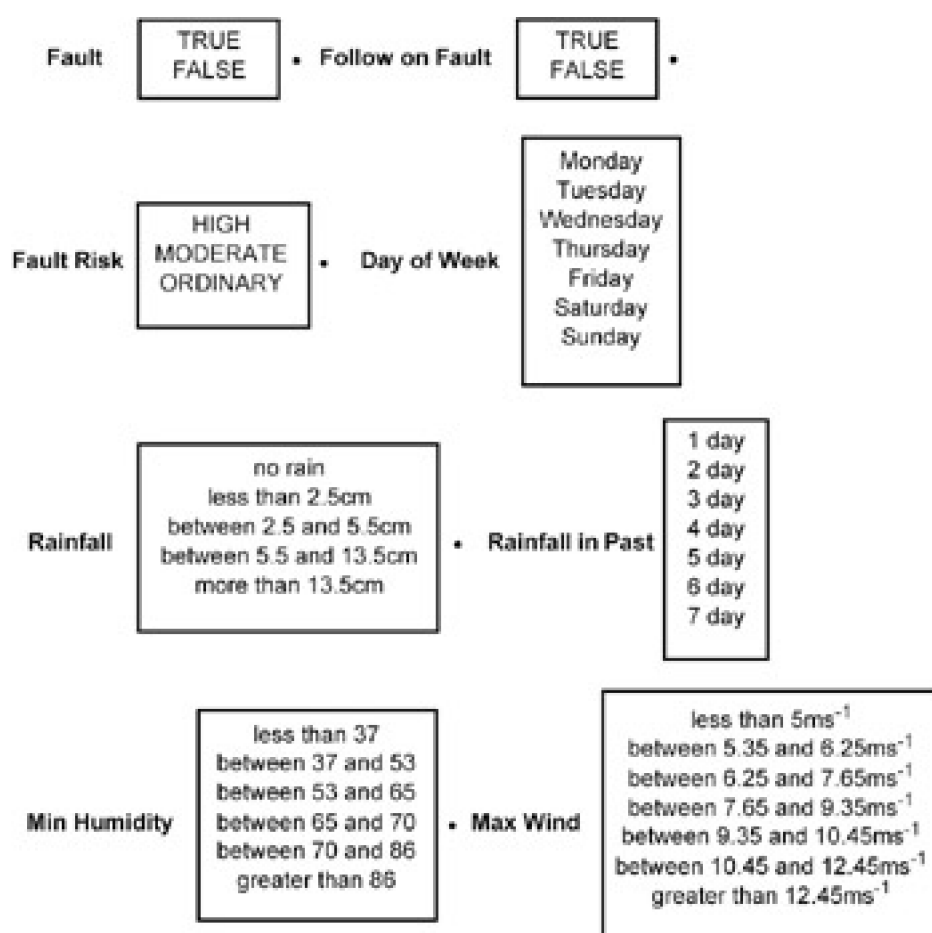 Fault
TRUE
FALSE
• Follow on Fault
TRUE
FALSE
•
Fault Risk
HIGH
MODERATE
ORDINARY
• Day of Week
Monday
Tuesday
Wednesday
Thursday
Friday
Saturday
Sunday
Rainfall
no rain
less than 2.5cm
between 2.5 and 5.5cm
between 5.5 and 13.5cm
more than 13.5cm
• Rainfall in Past
1 day
2 day
3 day
4 day
5 day
6 day
7 day
Min Humidity
less than 37
between 37 and 53
between 53 and 65
between 65 and 70
between 70 and 86
greater than 86
• Max Wind
less than 5ms⁻¹
between 5.35 and 6.25ms⁻¹
between 6.25 and 7.65ms⁻¹
between 7.65 and 9.35ms⁻¹
between 9.35 and 10.45ms⁻¹
between 10.45 and 12.45ms⁻¹
greater than 12.45ms⁻¹